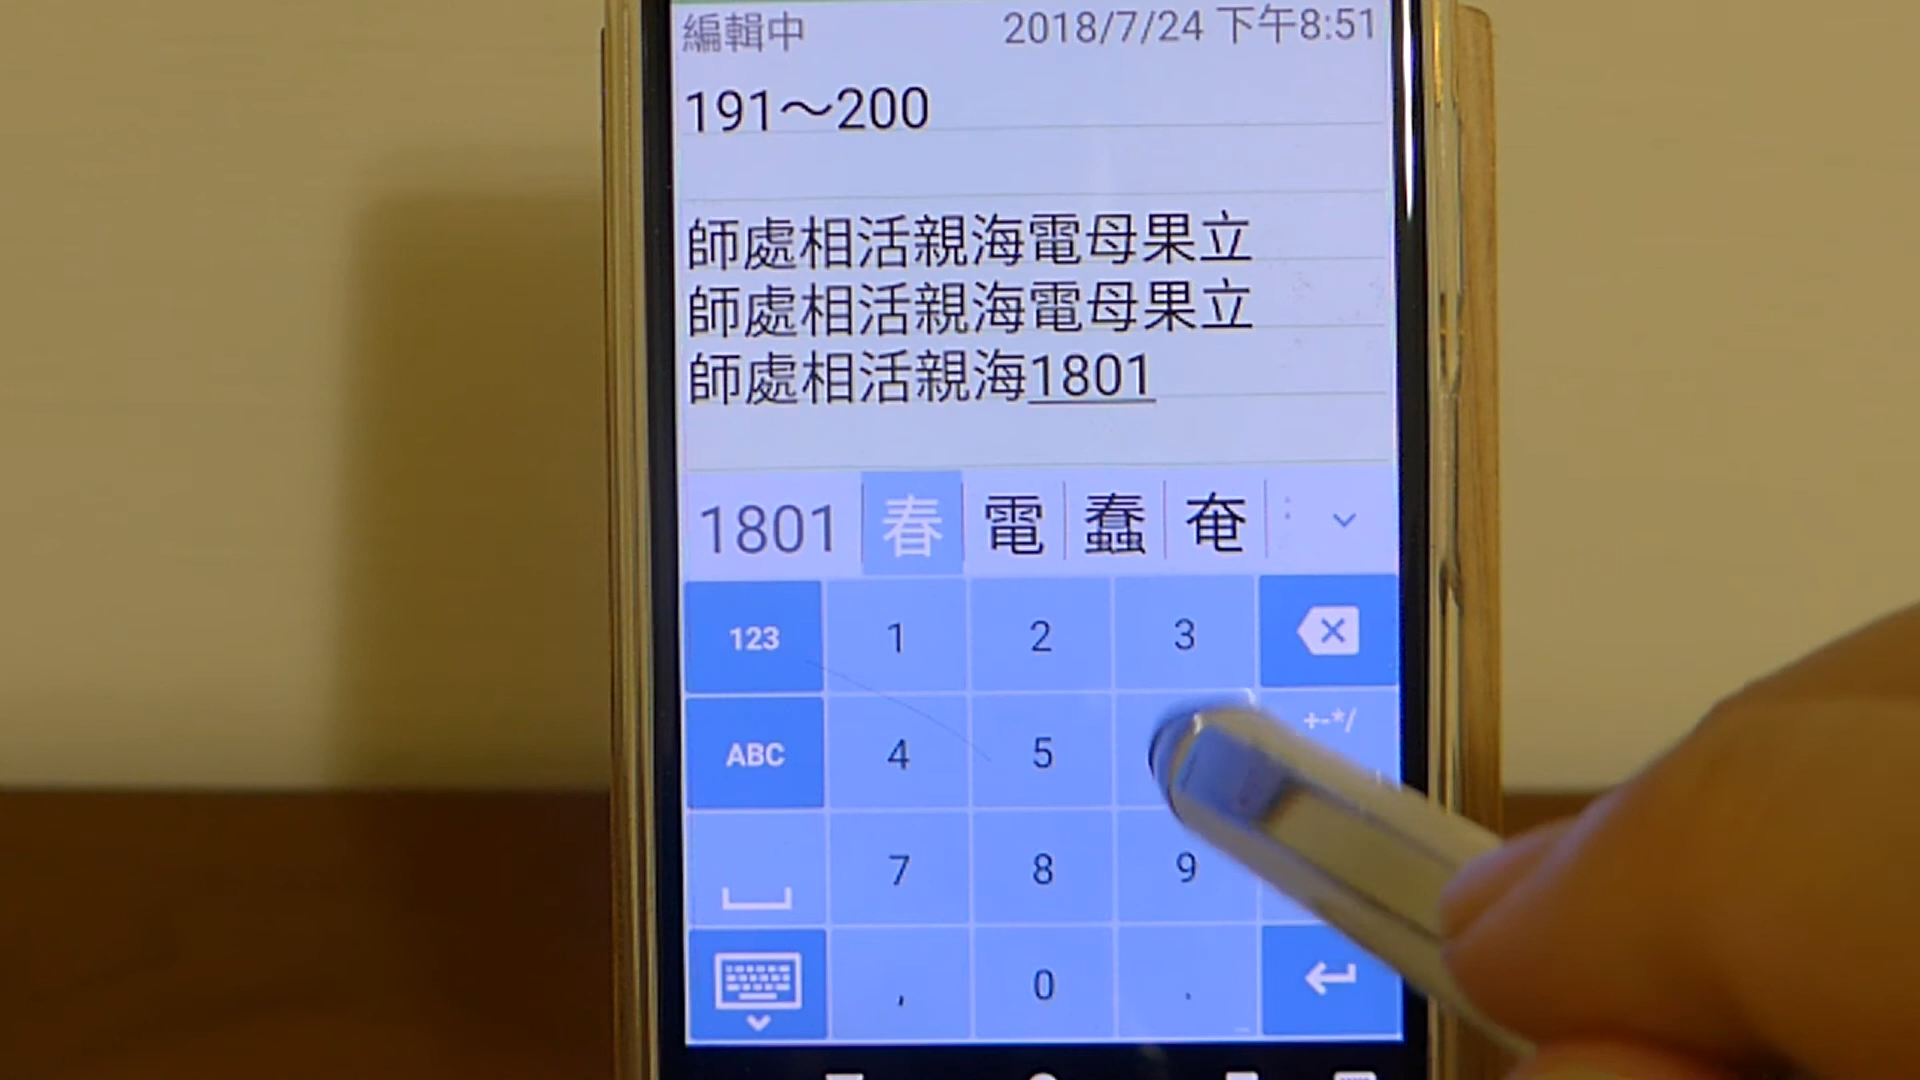 編輯中 2018/7/24 下午8:51
191～200
師處相活親海電母果立
師處相活親海電母果立
師處相活親海1801
1801 春 電 蠢 奄
123 1 2 3
ABC 4 5 +-*/
7 8 9
, 0 .